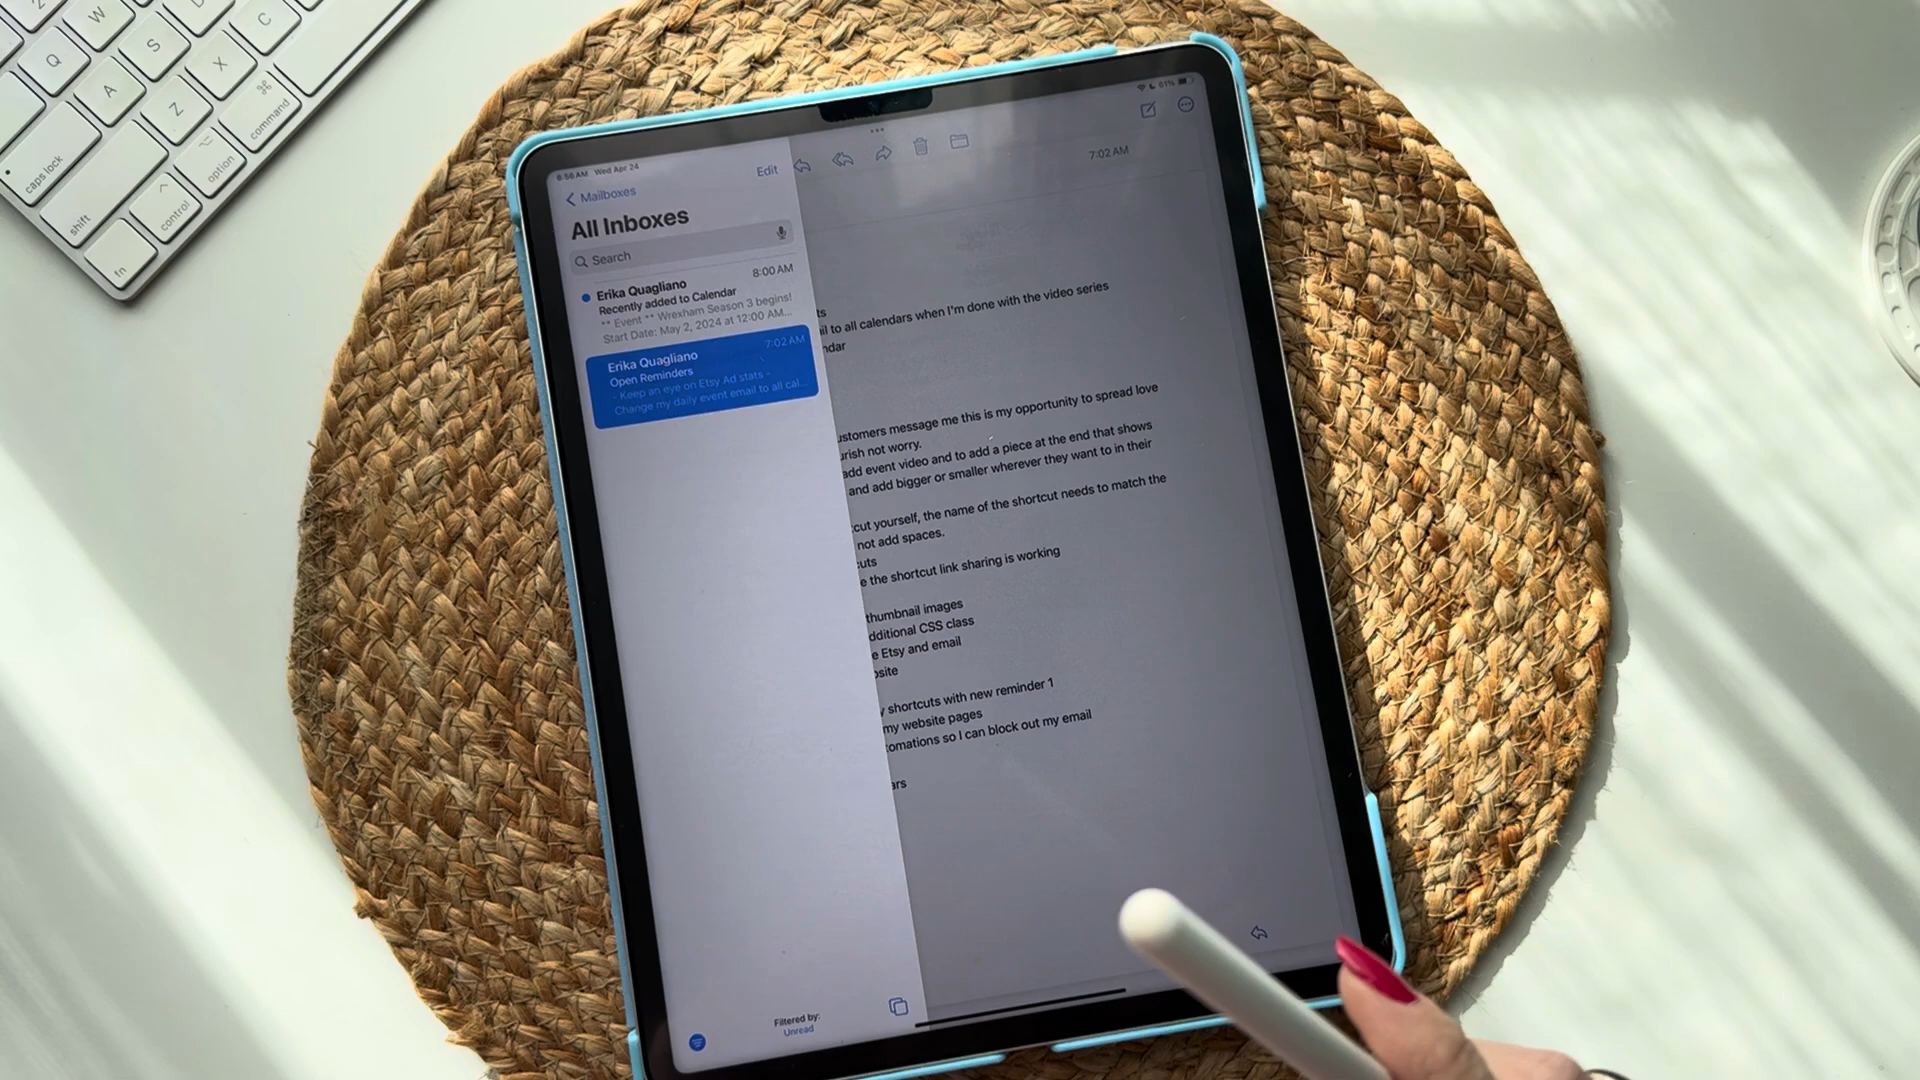 W
Q
S
C
A
X
Z
⌘
command
caps lock
⌥
option
shift
^
control
fn
8:56 AM Wed Apr 24
61%
Mailboxes
Edit
All Inboxes
Search
8:00 AM
Erika Quagliano
Recently added to Calendar
** Event ** Wrexham Season 3 begins!
Start Date: May 2, 2024 at 12:00 AM...
Erika Quagliano
7:02 AM
Open Reminders
- Keep an eye on Etsy Ad stats -
Change my daily event email to all cal...
Filtered by:
Unread
7:02 AM
ts
il to all calendars when I'm done with the video series
ndar
ustomers message me this is my opportunity to spread love
urish not worry.
add event video and to add a piece at the end that shows
and add bigger or smaller wherever they want to in their
cut yourself, the name of the shortcut needs to match the
not add spaces.
cuts
e the shortcut link sharing is working
thumbnail images
dditional CSS class
e Etsy and email
osite
y shortcuts with new reminder 1
my website pages
tomations so I can block out my email
ars